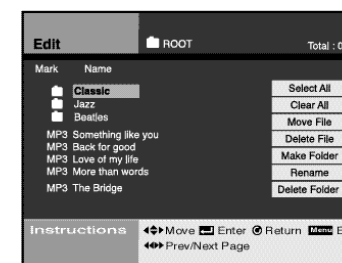 Edit ROOT Total : 0
Mark Name
Classic Select All
Jazz Clear All
Beatles Move File
MP3 Something like you Delete File
MP3 Back for good Make Folder
MP3 Love of my life Rename
MP3 More than words Delete Folder
MP3 The Bridge
Instructions Move Enter Return Menu E
Prev/Next Page